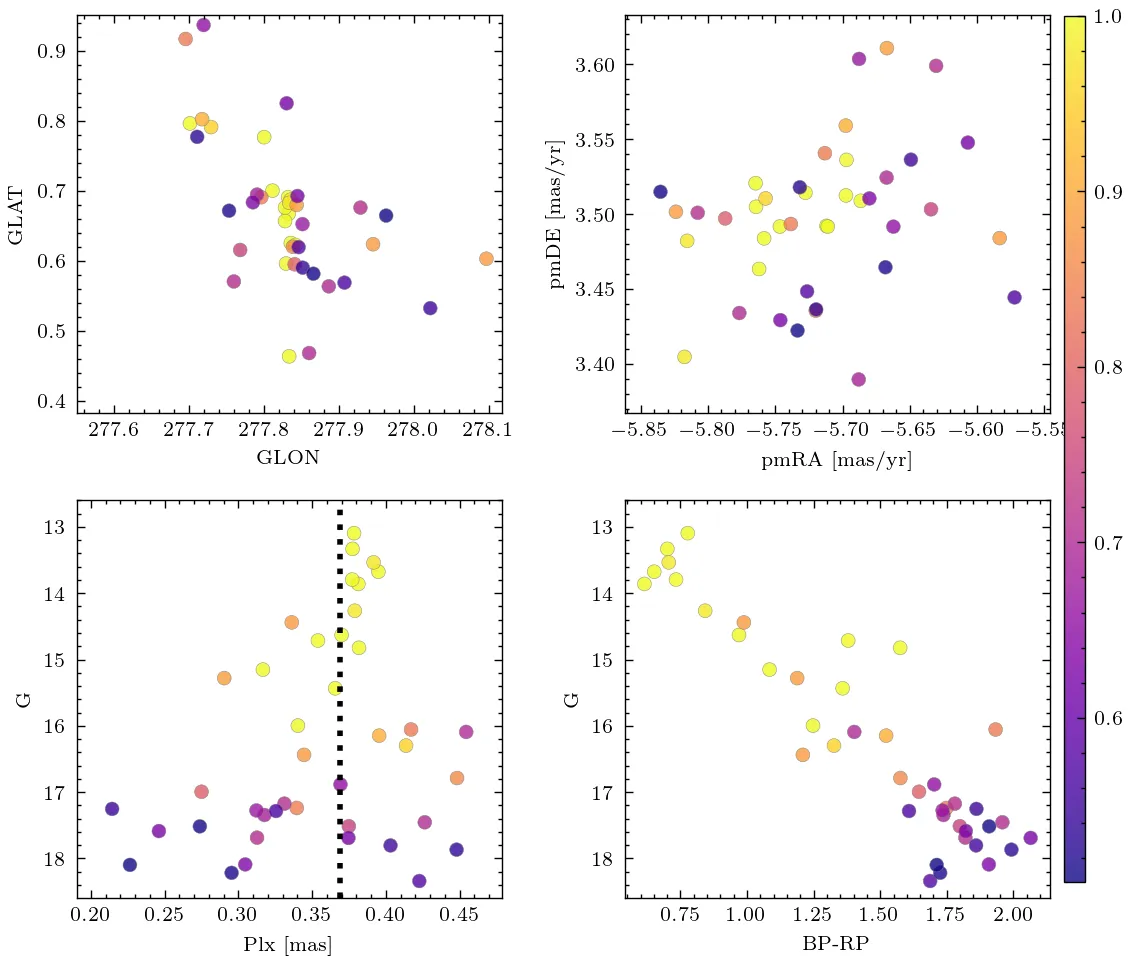 0.9
0.8
0.7
0.6
0.5
0.4
GLAT
277.6 277.7 277.8 277.9 278.0 278.1
GLON
3.60
3.55
3.50
3.45
3.40
pmDE [mas/yr]
−5.85 −5.80 −5.75 −5.70 −5.65 −5.60 −5.55
pmRA [mas/yr]
1.0
0.9
0.8
0.7
0.6
13
14
15
16
17
18
G
0.20 0.25 0.30 0.35 0.40 0.45
Plx [mas]
13
14
15
16
17
18
G
0.75 1.00 1.25 1.50 1.75 2.00
BP-RP